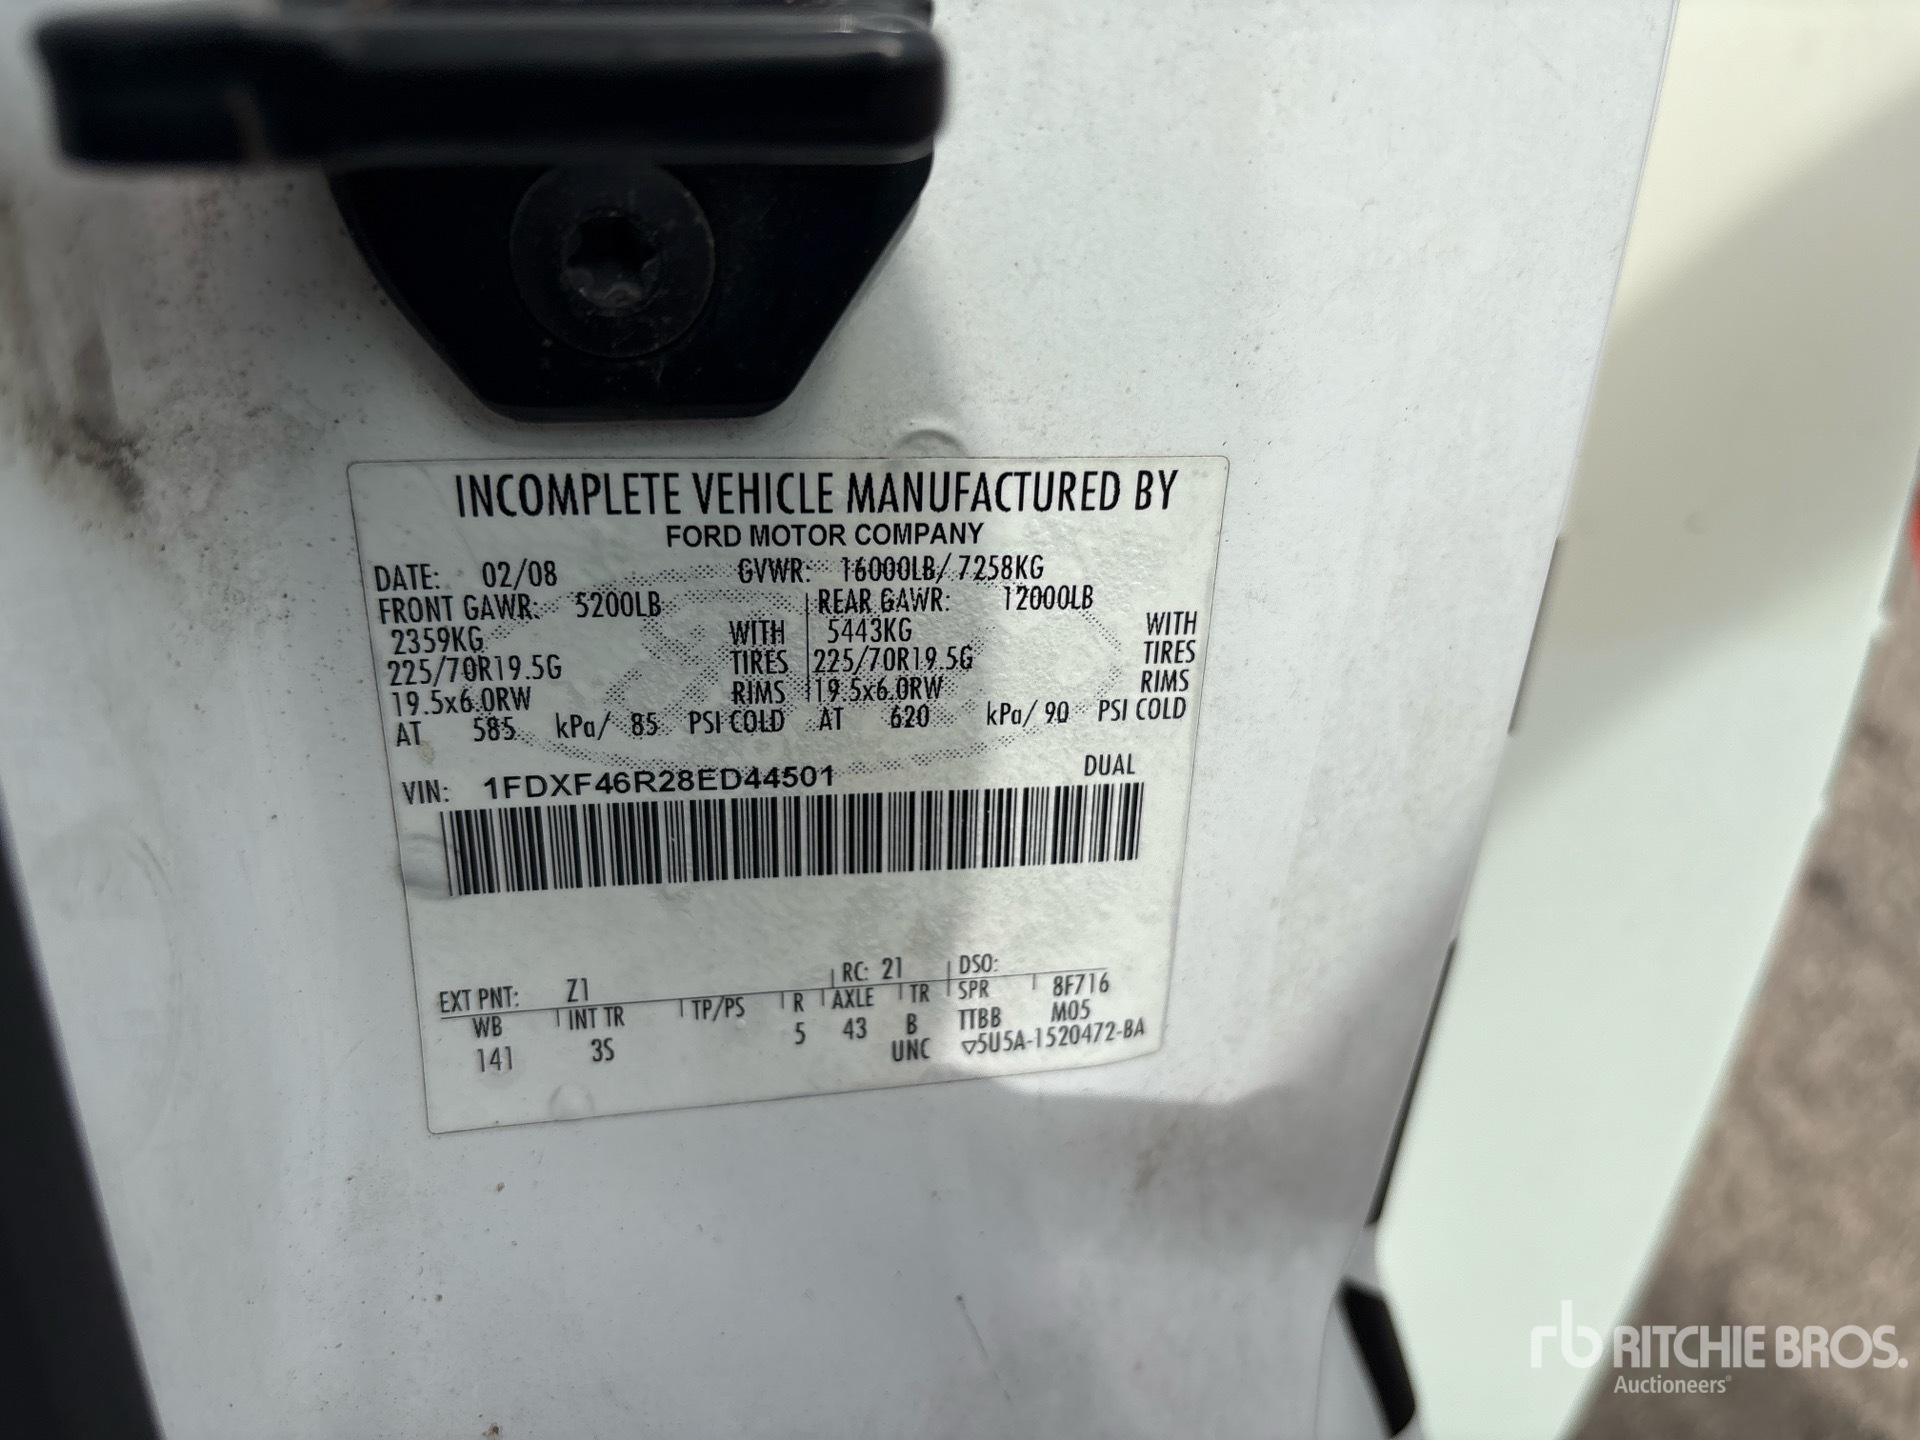 INCOMPLETE VEHICLE MANUFACTURED BY
FORD MOTOR COMPANY
DATE: 02/08 GVWR: 16000LB/ 7258KG
FRONT GAWR: 5200LB REAR GAWR: 12000LB
2359KG WITH 5443KG WITH
225/70R19.5G TIRES 225/70R19.5G TIRES
19.5x6.0RW RIMS 19.5x6.0RW RIMS
AT 585 kPa/ 85 PSI COLD AT 620 kPa/ 90 PSI COLD
VIN: 1FDXF46R28ED44501 DUAL
EXT PNT: Z1 RC: 21 DSO:
WB INT TR TP/PS R AXLE TR SPR 8F716
141 3S 5 43 B TTBB M05
UNC ▽5U5A-1520472-BA
rb RITCHIE BROS.
Auctioneers®